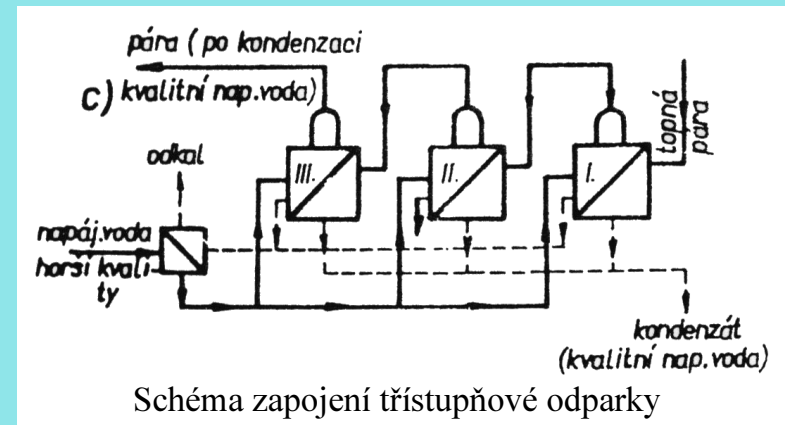 pára ( po kondenzaci
c) kvalitní nap.voda)
topná
pára
odkal
III.
II.
I.
napáj.voda
horší kvali
ty
kondenzát
(kvalitní nap.voda)
Schéma zapojení třístupňové odparky